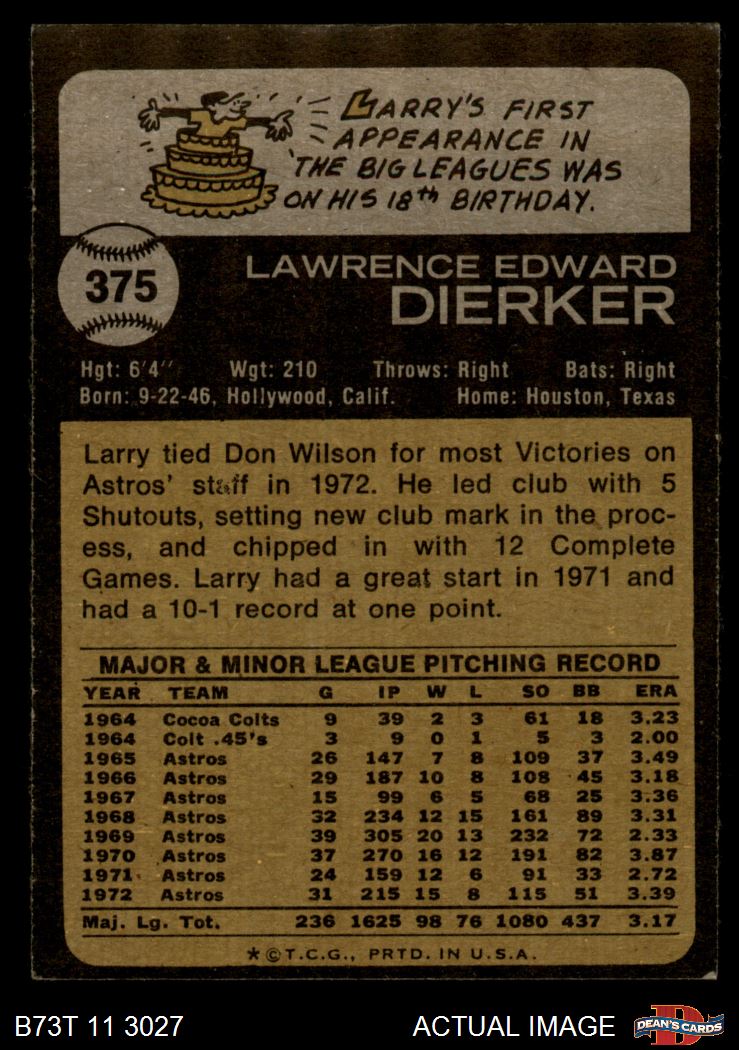 LARRY'S FIRST
APPEARANCE IN
THE BIG LEAGUES WAS
ON HIS 18th BIRTHDAY.
375
LAWRENCE EDWARD
DIERKER
Hgt: 6'4" Wgt: 210 Throws: Right Bats: Right
Born: 9-22-46, Hollywood, Calif. Home: Houston, Texas
Larry tied Don Wilson for most Victories on
Astros' staff in 1972. He led club with 5
Shutouts, setting new club mark in the proc-
ess, and chipped in with 12 Complete
Games. Larry had a great start in 1971 and
had a 10-1 record at one point.
MAJOR & MINOR LEAGUE PITCHING RECORD
YEAR TEAM G IP W L SO BB ERA
1964 Cocoa Colts 9 39 2 3 61 18 3.23
1964 Colt .45's 3 9 0 1 5 3 2.00
1965 Astros 26 147 7 8 109 37 3.49
1966 Astros 29 187 10 8 108 45 3.18
1967 Astros 15 99 6 5 68 25 3.36
1968 Astros 32 234 12 15 161 89 3.31
1969 Astros 39 305 20 13 232 72 2.33
1970 Astros 37 270 16 12 191 82 3.87
1971 Astros 24 159 12 6 91 33 2.72
1972 Astros 31 215 15 8 115 51 3.39
Maj. Lg. Tot. 236 1625 98 76 1080 437 3.17
*©T.C.G., PRTD. IN U.S.A.
B73T 11 3027 ACTUAL IMAGE D DEAN'S CARDS